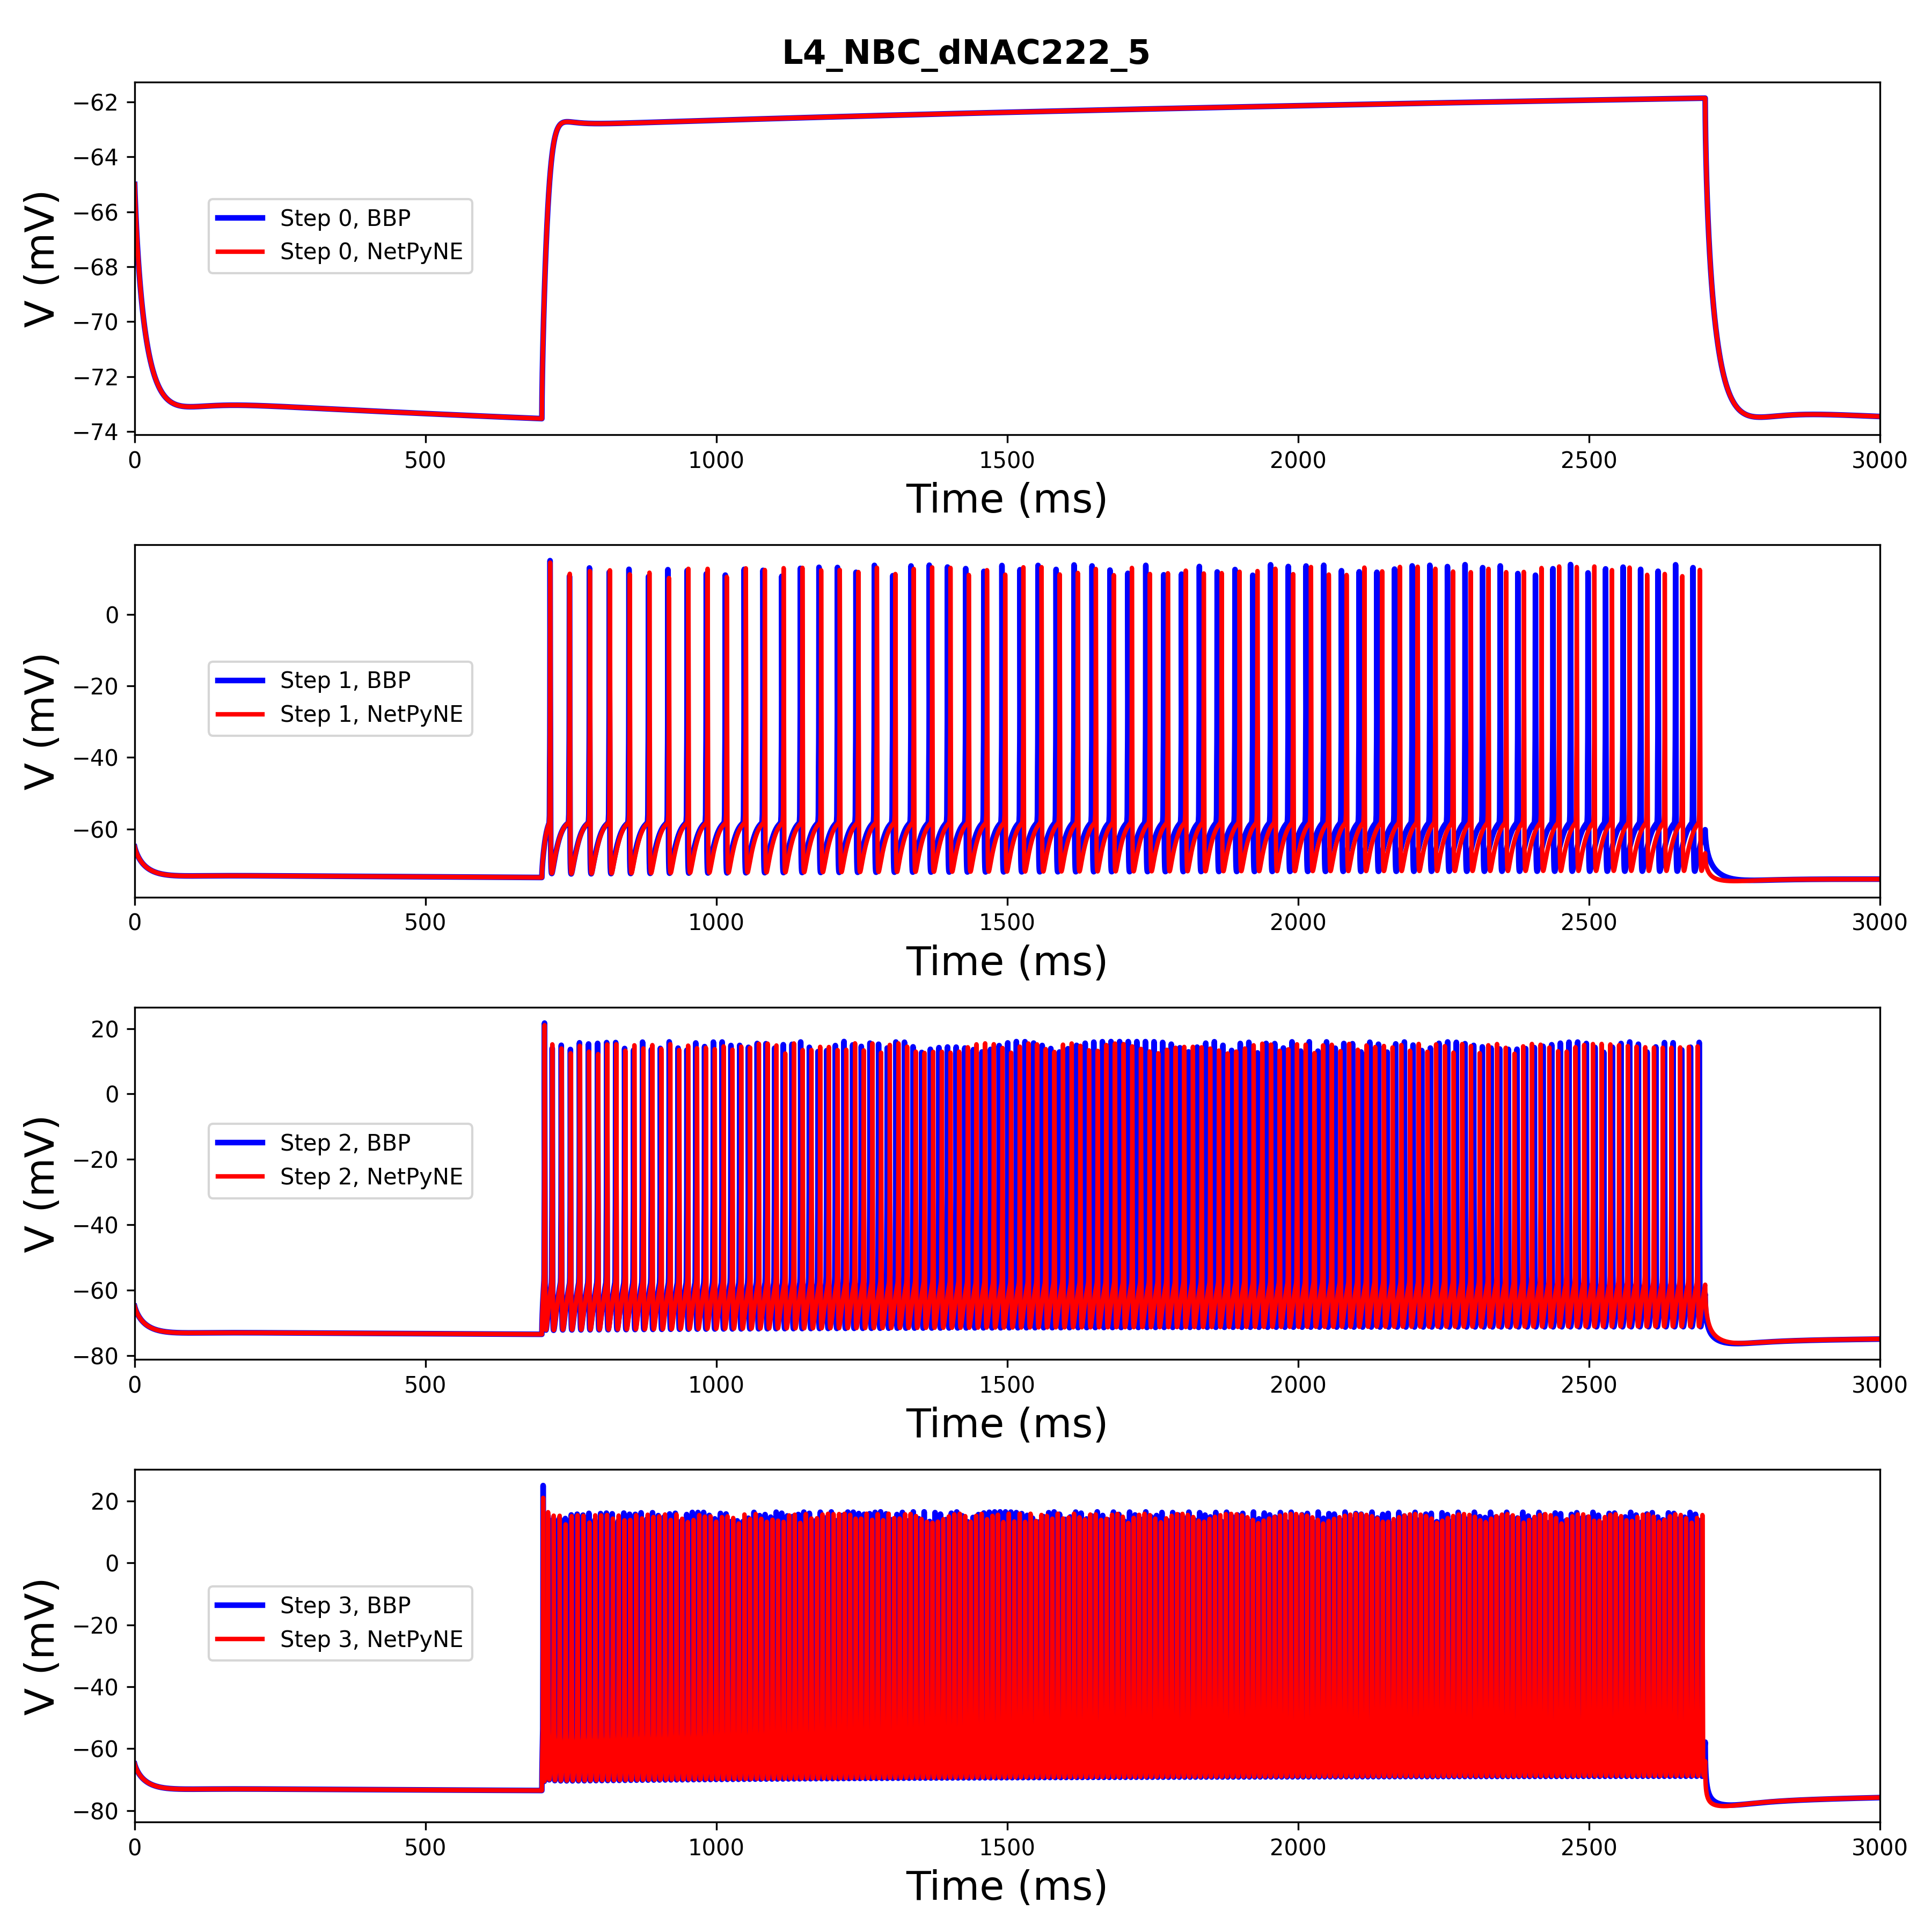 L4_NBC_dNAC222_5
−62
−64
−66
−68
−70
−72
−74
V (mV)
Step 0, BBP
Step 0, NetPyNE
0 500 1000 1500 2000 2500 3000
Time (ms)
0
−20
−40
−60
V (mV)
Step 1, BBP
Step 1, NetPyNE
0 500 1000 1500 2000 2500 3000
Time (ms)
20
0
−20
−40
−60
−80
V (mV)
Step 2, BBP
Step 2, NetPyNE
0 500 1000 1500 2000 2500 3000
Time (ms)
20
0
−20
−40
−60
−80
V (mV)
Step 3, BBP
Step 3, NetPyNE
0 500 1000 1500 2000 2500 3000
Time (ms)